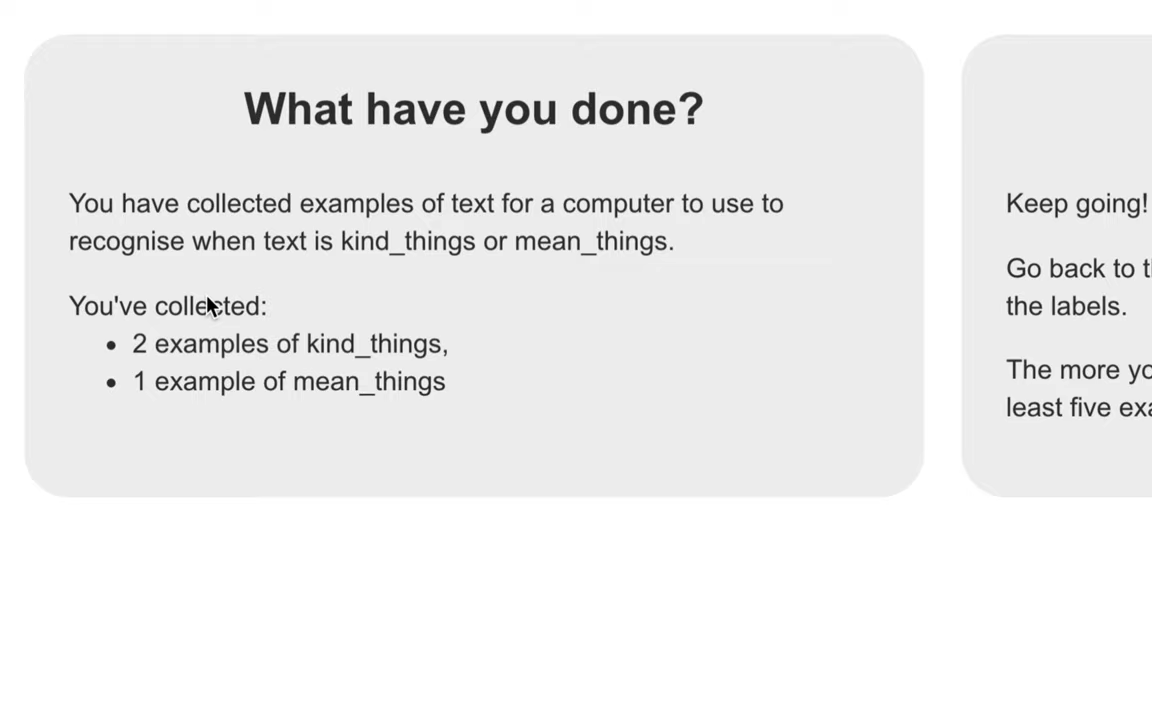 What have you done?
You have collected examples of text for a computer to use to
recognise when text is kind_things or mean_things.
You've collected:
• 2 examples of kind_things,
• 1 example of mean_things
Keep going!
Go back to
the labels.
The more
least five